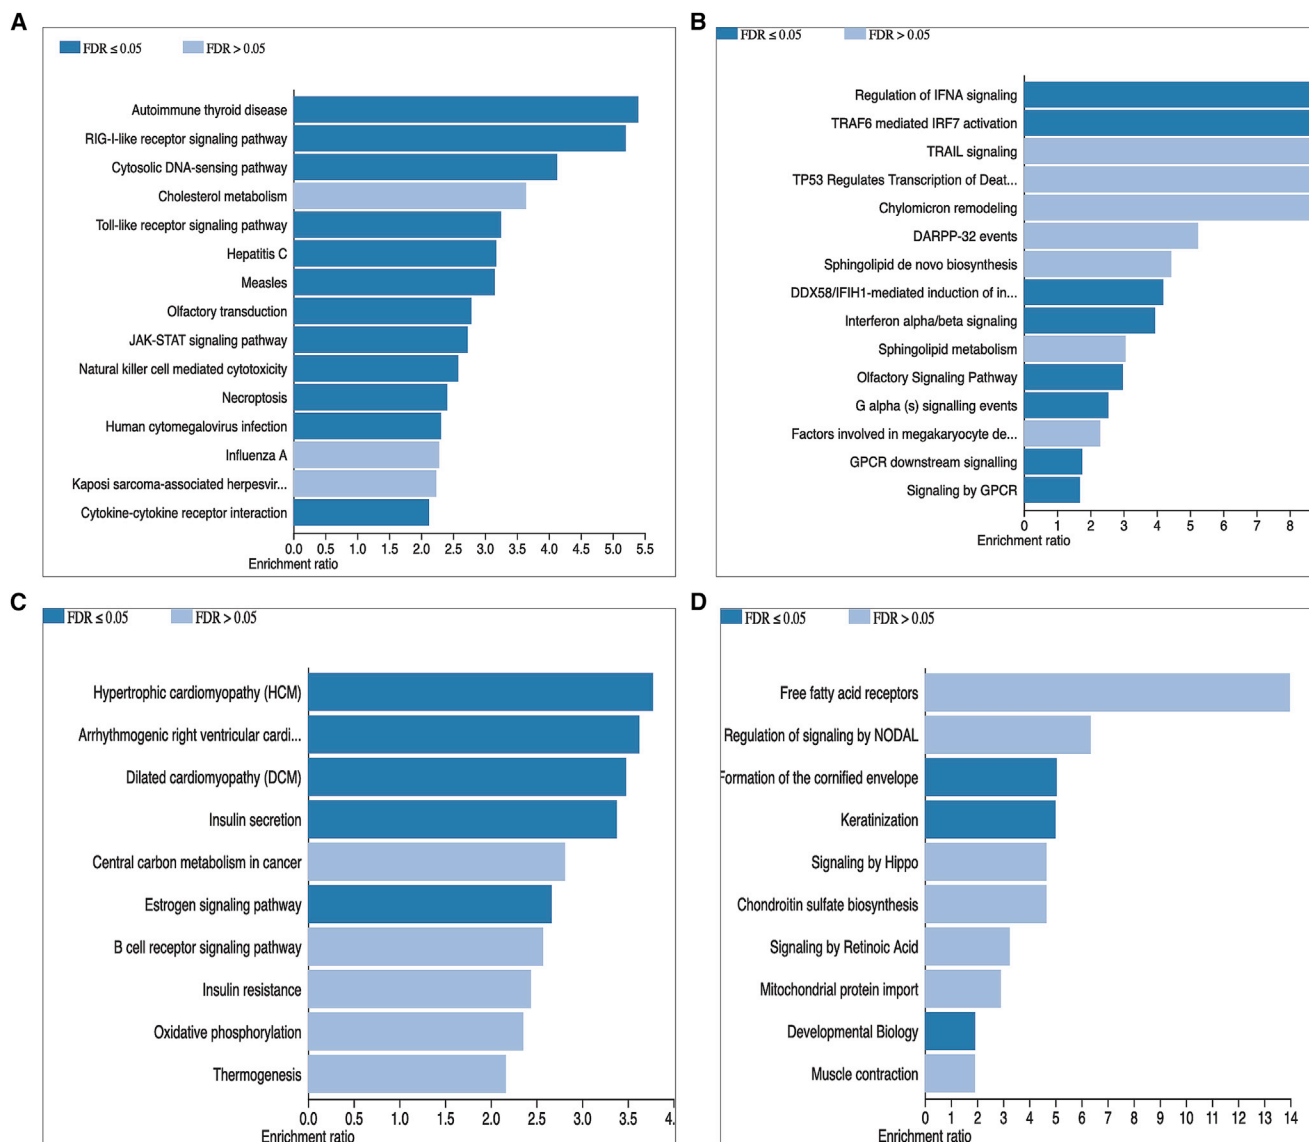 A
FDR ≤ 0.05 FDR > 0.05
Autoimmune thyroid disease
RIG-I-like receptor signaling pathway
Cytosolic DNA-sensing pathway
Cholesterol metabolism
Toll-like receptor signaling pathway
Hepatitis C
Measles
Olfactory transduction
JAK-STAT signaling pathway
Natural killer cell mediated cytotoxicity
Necroptosis
Human cytomegalovirus infection
Influenza A
Kaposi sarcoma-associated herpesvir...
Cytokine-cytokine receptor interaction
0.0 0.5 1.0 1.5 2.0 2.5 3.0 3.5 4.0 4.5 5.0 5.5
Enrichment ratio
B
FDR ≤ 0.05 FDR > 0.05
Regulation of IFNA signaling
TRAF6 mediated IRF7 activation
TRAIL signaling
TP53 Regulates Transcription of Deat...
Chylomicron remodeling
DARPP-32 events
Sphingolipid de novo biosynthesis
DDX58/IFIH1-mediated induction of in...
Interferon alpha/beta signaling
Sphingolipid metabolism
Olfactory Signaling Pathway
G alpha (s) signalling events
Factors involved in megakaryocyte de...
GPCR downstream signalling
Signaling by GPCR
0 1 2 3 4 5 6 7 8
Enrichment ratio
C
FDR ≤ 0.05 FDR > 0.05
Hypertrophic cardiomyopathy (HCM)
Arrhythmogenic right ventricular cardi...
Dilated cardiomyopathy (DCM)
Insulin secretion
Central carbon metabolism in cancer
Estrogen signaling pathway
B cell receptor signaling pathway
Insulin resistance
Oxidative phosphorylation
Thermogenesis
0.0 0.5 1.0 1.5 2.0 2.5 3.0 3.5 4.
Enrichment ratio
D
FDR ≤ 0.05 FDR > 0.05
Free fatty acid receptors
Regulation of signaling by NODAL
Formation of the cornified envelope
Keratinization
Signaling by Hippo
Chondroitin sulfate biosynthesis
Signaling by Retinoic Acid
Mitochondrial protein import
Developmental Biology
Muscle contraction
0 1 2 3 4 5 6 7 8 9 10 11 12 13 14
Enrichment ratio